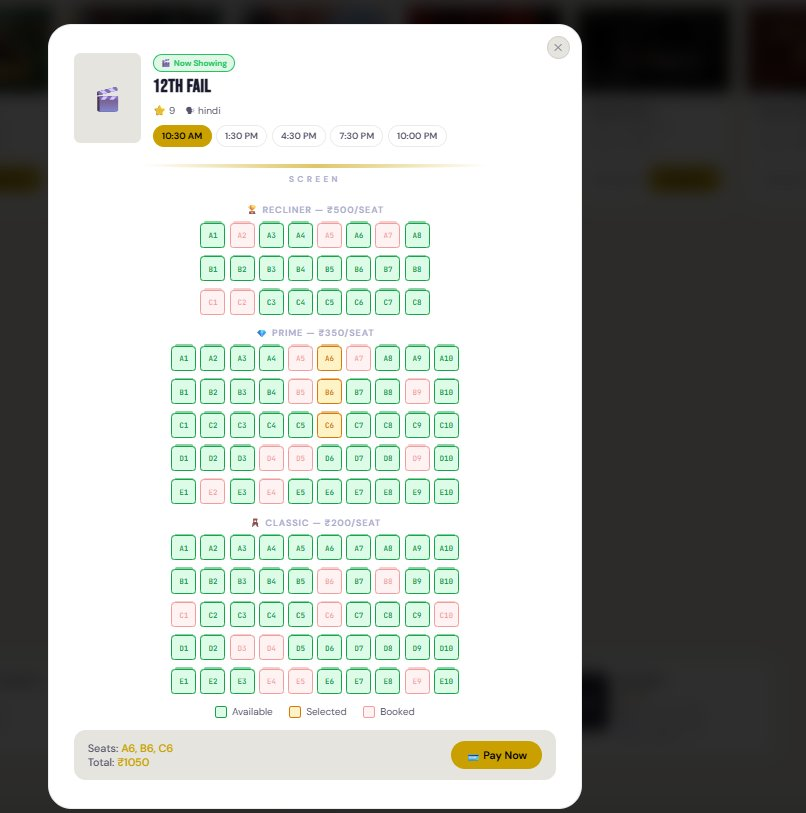 Now Showing
12TH FAIL
9 hindi
10:30 AM 1:30 PM 4:30 PM 7:30 PM 10:00 PM
SCREEN
RECLINER — ₹500/SEAT
A1 A2 A3 A4 A5 A6 A7 A8
B1 B2 B3 B4 B5 B6 B7 B8
C1 C2 C3 C4 C5 C6 C7 C8
PRIME — ₹350/SEAT
A1 A2 A3 A4 A5 A6 A7 A8 A9 A10
B1 B2 B3 B4 B5 B6 B7 B8 B9 B10
C1 C2 C3 C4 C5 C6 C7 C8 C9 C10
D1 D2 D3 D4 D5 D6 D7 D8 D9 D10
E1 E2 E3 E4 E5 E6 E7 E8 E9 E10
CLASSIC — ₹200/SEAT
A1 A2 A3 A4 A5 A6 A7 A8 A9 A10
B1 B2 B3 B4 B5 B6 B7 B8 B9 B10
C1 C2 C3 C4 C5 C6 C7 C8 C9 C10
D1 D2 D3 D4 D5 D6 D7 D8 D9 D10
E1 E2 E3 E4 E5 E6 E7 E8 E9 E10
Available Selected Booked
Seats: A6, B6, C6
Total: ₹1050
Pay Now